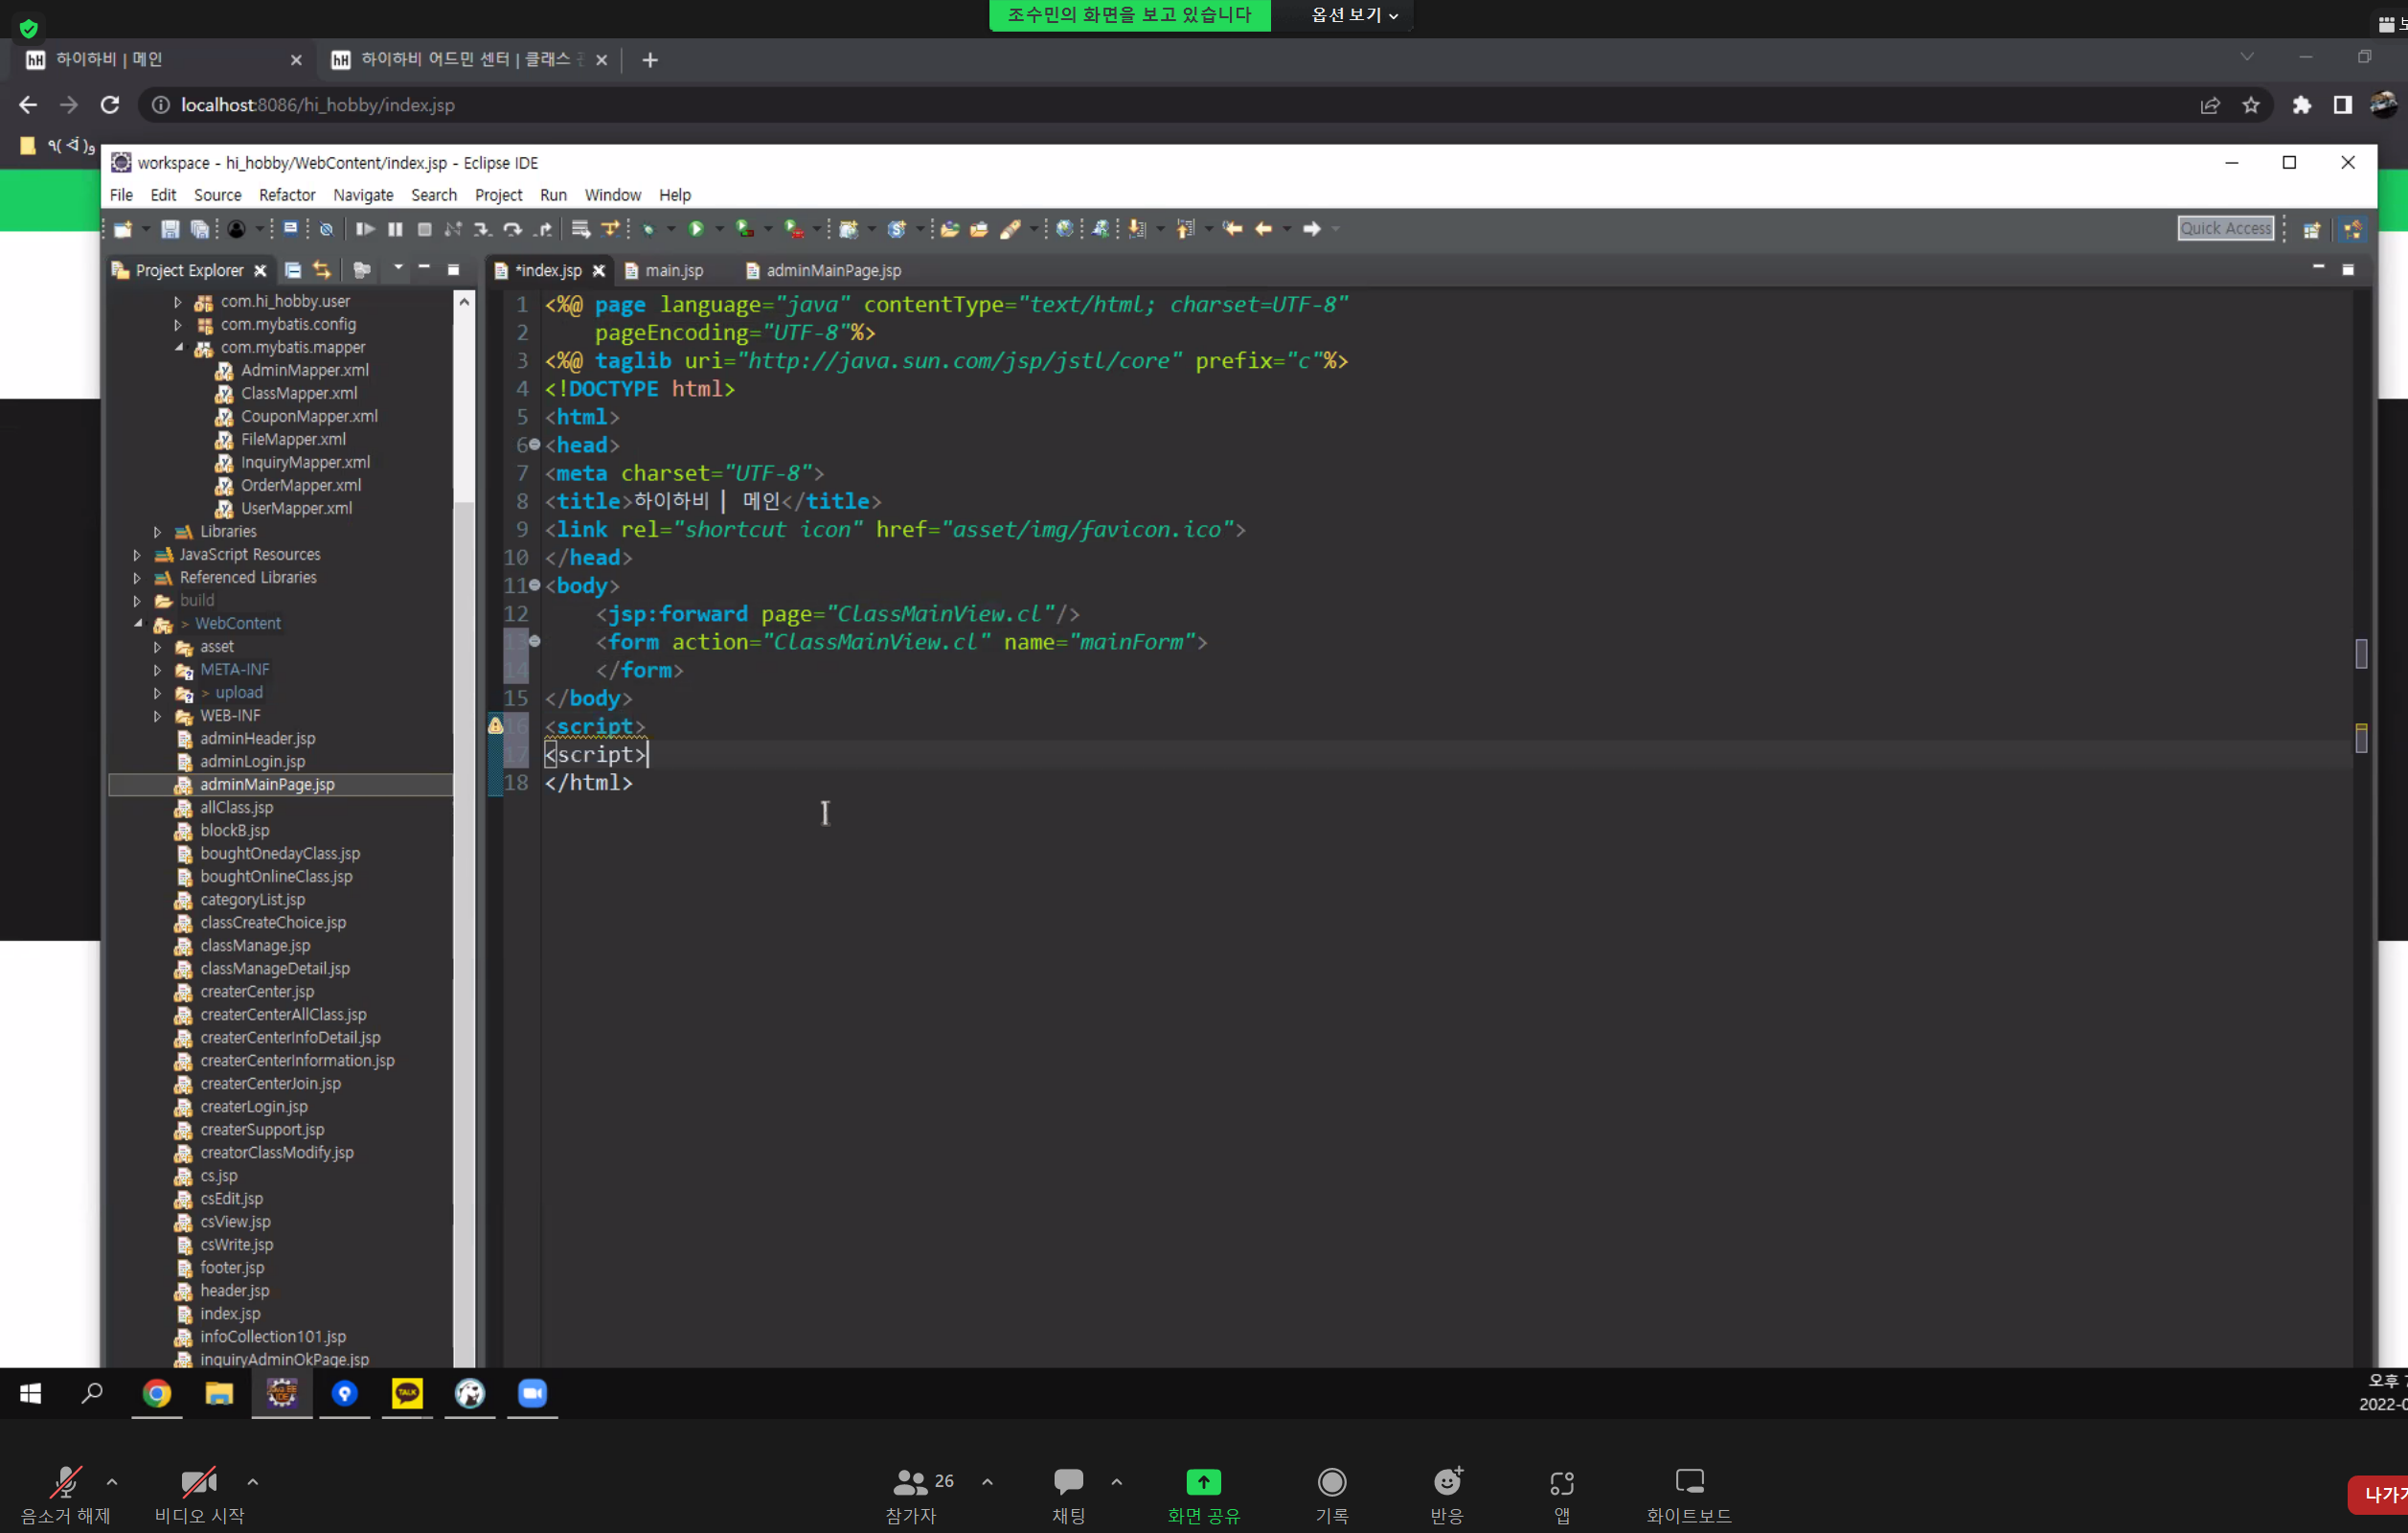 조수민의 화면을 보고 있습니다 옵션 보기
하이하비 | 메인 하이하비 어드민 센터 | 클래스
localhost:8086/hi_hobby/index.jsp
workspace - hi_hobby/WebContent/index.jsp - Eclipse IDE
File Edit Source Refactor Navigate Search Project Run Window Help
Quick Access
Project Explorer
com.hi_hobby.user
com.mybatis.config
com.mybatis.mapper
AdminMapper.xml
ClassMapper.xml
CouponMapper.xml
FileMapper.xml
InquiryMapper.xml
OrderMapper.xml
UserMapper.xml
Libraries
JavaScript Resources
Referenced Libraries
build
> WebContent
asset
META-INF
> upload
WEB-INF
adminHeader.jsp
adminLogin.jsp
adminMainPage.jsp
allClass.jsp
blockB.jsp
boughtOnedayClass.jsp
boughtOnlineClass.jsp
categoryList.jsp
classCreateChoice.jsp
classManage.jsp
classManageDetail.jsp
createrCenter.jsp
createrCenterAllClass.jsp
createrCenterInfoDetail.jsp
createrCenterInformation.jsp
createrCenterJoin.jsp
createrLogin.jsp
createrSupport.jsp
creatorClassModify.jsp
cs.jsp
csEdit.jsp
csView.jsp
csWrite.jsp
footer.jsp
header.jsp
index.jsp
infoCollection101.jsp
inquiryAdminOkPage.jsp
*index.jsp main.jsp adminMainPage.jsp
1 <%@ page language="java" contentType="text/html; charset=UTF-8"
2 pageEncoding="UTF-8"%>
3 <%@ taglib uri="http://java.sun.com/jsp/jstl/core" prefix="c"%>
4 <!DOCTYPE html>
5 <html>
6 <head>
7 <meta charset="UTF-8">
8 <title>하이하비 | 메인</title>
9 <link rel="shortcut icon" href="asset/img/favicon.ico">
10 </head>
11 <body>
12 <jsp:forward page="ClassMainView.cl"/>
13 <form action="ClassMainView.cl" name="mainForm">
14 </form>
15 </body>
16 <script>
17 <script>
18 </html>
TALK
오후
음소거 해제 비디오 시작 26 참가자 채팅 화면 공유 기록 반응 앱 화이트보드